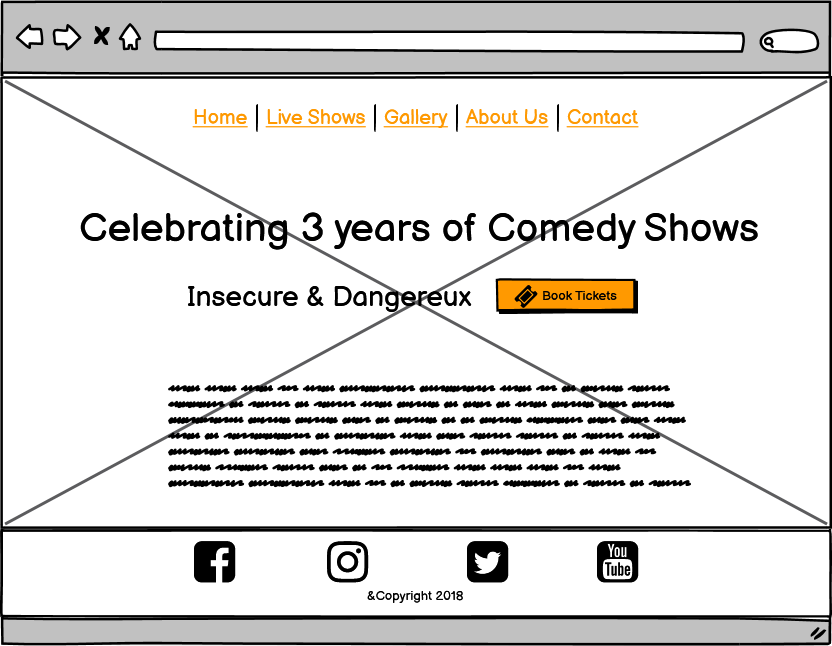 Home | Live Shows | Gallery | About Us | Contact
Celebrating 3 years of Comedy Shows
Insecure & Dangereux
Book Tickets
You Tube
&Copyright 2018